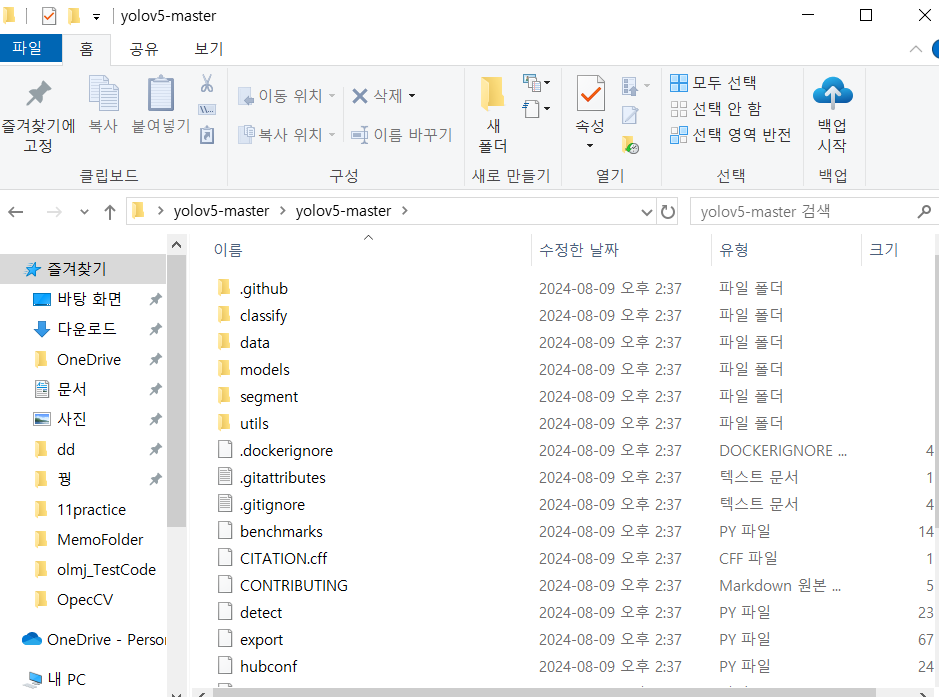 yolov5-master
파일 홈 공유 보기
즐겨찾기에 고정
복사
붙여넣기
이동 위치
복사 위치
삭제
이름 바꾸기
새 폴더
속성
모두 선택
선택 안 함
선택 영역 반전
백업 시작
클립보드 구성 새로 만들기 열기 선택 백업
yolov5-master yolov5-master
yolov5-master 검색
즐겨찾기
바탕 화면
다운로드
OneDrive
문서
사진
dd
꿩
11practice
MemoFolder
olmj_TestCode
OpecCV
OneDrive - Person
내 PC
이름 수정한 날짜 유형 크기
.github 2024-08-09 오후 2:37 파일 폴더
classify 2024-08-09 오후 2:37 파일 폴더
data 2024-08-09 오후 2:37 파일 폴더
models 2024-08-09 오후 2:37 파일 폴더
segment 2024-08-09 오후 2:37 파일 폴더
utils 2024-08-09 오후 2:37 파일 폴더
.dockerignore 2024-08-09 오후 2:37 DOCKERIGNORE ... 4
.gitattributes 2024-08-09 오후 2:37 텍스트 문서 1
.gitignore 2024-08-09 오후 2:37 텍스트 문서 4
benchmarks 2024-08-09 오후 2:37 PY 파일 14
CITATION.cff 2024-08-09 오후 2:37 CFF 파일 1
CONTRIBUTING 2024-08-09 오후 2:37 Markdown 원본 ... 5
detect 2024-08-09 오후 2:37 PY 파일 23
export 2024-08-09 오후 2:37 PY 파일 67
hubconf 2024-08-09 오후 2:37 PY 파일 24